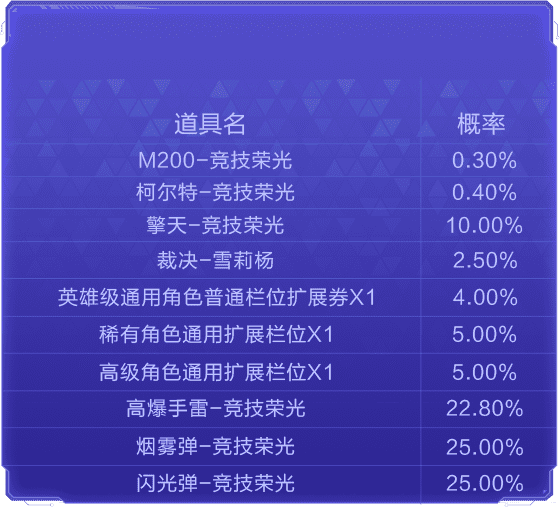 道具名 概率
M200-竞技荣光 0.30%
柯尔特-竞技荣光 0.40%
擎天-竞技荣光 10.00%
裁决-雪莉杨 2.50%
英雄级通用角色普通栏位扩展券X1 4.00%
稀有角色通用扩展栏位X1 5.00%
高级角色通用扩展栏位X1 5.00%
高爆手雷-竞技荣光 22.80%
烟雾弹-竞技荣光 25.00%
闪光弹-竞技荣光 25.00%